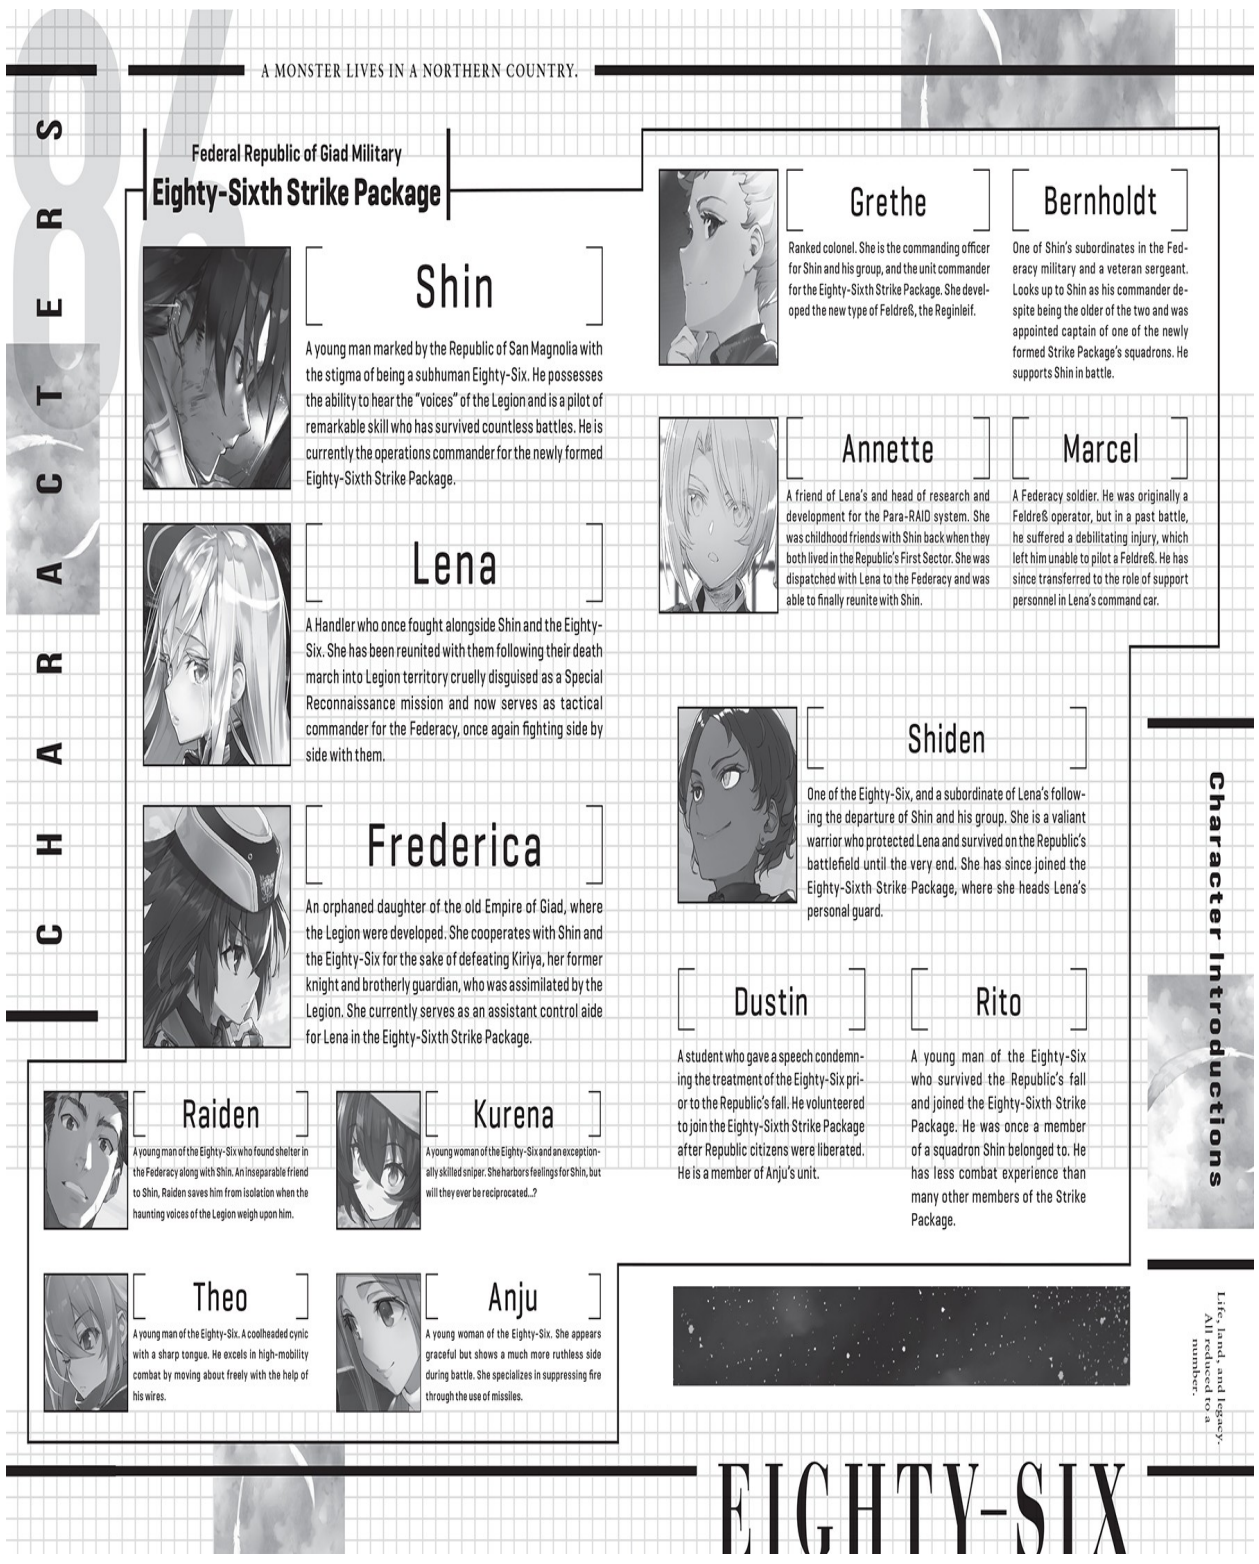 86
A MONSTER LIVES IN A NORTHERN COUNTRY.
CHARACTERS
Federal Republic of Giad Military
Eighty-Sixth Strike Package
Shin
A young man marked by the Republic of San Magnolia with
the stigma of being a subhuman Eighty-Six. He possesses
the ability to hear the "voices" of the Legion and is a pilot of
remarkable skill who has survived countless battles. He is
currently the operations commander for the newly formed
Eighty-Sixth Strike Package.
Lena
A Handler who once fought alongside Shin and the Eighty-
Six. She has been reunited with them following their death
march into Legion territory cruelly disguised as a Special
Reconnaissance mission and now serves as tactical
commander for the Federacy, once again fighting side by
side with them.
Frederica
An orphaned daughter of the old Empire of Giad, where
the Legion were developed. She cooperates with Shin and
the Eighty-Six for the sake of defeating Kiriya, her former
knight and brotherly guardian, who was assimilated by the
Legion. She currently serves as an assistant control aide
for Lena in the Eighty-Sixth Strike Package.
Raiden
A young man of the Eighty-Six who found shelter in
the Federacy along with Shin. An inseparable friend
to Shin, Raiden saves him from isolation when the
haunting voices of the Legion weigh upon him.
Kurena
A young woman of the Eighty-Six and an exception-
ally skilled sniper. She harbors feelings for Shin, but
will they ever be reciprocated...?
Theo
A young man of the Eighty-Six. A coolheaded cynic
with a sharp tongue. He excels in high-mobility
combat by moving about freely with the help of
his wires.
Anju
A young woman of the Eighty-Six. She appears
graceful but shows a much more ruthless side
during battle. She specializes in suppressing fire
through the use of missiles.
Grethe
Ranked colonel. She is the commanding officer
for Shin and his group, and the unit commander
for the Eighty-Sixth Strike Package. She devel-
oped the new type of Feldreß, the Reginleif.
Bernholdt
One of Shin's subordinates in the Fed-
eracy military and a veteran sergeant.
Looks up to Shin as his commander de-
spite being the older of the two and was
appointed captain of one of the newly
formed Strike Package's squadrons. He
supports Shin in battle.
Annette
A friend of Lena's and head of research and
development for the Para-RAID system. She
was childhood friends with Shin back when they
both lived in the Republic's First Sector. She was
dispatched with Lena to the Federacy and was
able to finally reunite with Shin.
Marcel
A Federacy soldier. He was originally a
Feldreß operator, but in a past battle,
he suffered a debilitating injury, which
left him unable to pilot a Feldreß. He has
since transferred to the role of support
personnel in Lena's command car.
Shiden
One of the Eighty-Six, and a subordinate of Lena's follow-
ing the departure of Shin and his group. She is a valiant
warrior who protected Lena and survived on the Republic's
battlefield until the very end. She has since joined the
Eighty-Sixth Strike Package, where she heads Lena's
personal guard.
Dustin
A student who gave a speech condemn-
ing the treatment of the Eighty-Six pri-
or to the Republic's fall. He volunteered
to join the Eighty-Sixth Strike Package
after Republic citizens were liberated.
He is a member of Anju's unit.
Rito
A young man of the Eighty-Six
who survived the Republic's fall
and joined the Eighty-Sixth Strike
Package. He was once a member
of a squadron Shin belonged to. He
has less combat experience than
many other members of the Strike
Package.
Character Introductions
Life, land, and legacy.
All reduced to a
number.
EIGHTY-SIX